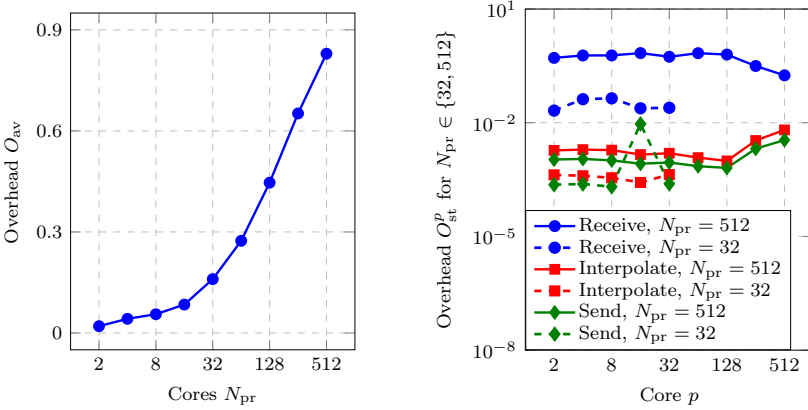 0.9
0.6
0.3
0
2
8
32
128
512
Cores N_pr
Overhead O_av
10^1
10^−2
10^−5
10^−8
2
8
32
128
512
Core p
Overhead O^p_st for N_pr ∈ {32, 512}
Receive, N_pr = 512
Receive, N_pr = 32
Interpolate, N_pr = 512
Interpolate, N_pr = 32
Send, N_pr = 512
Send, N_pr = 32